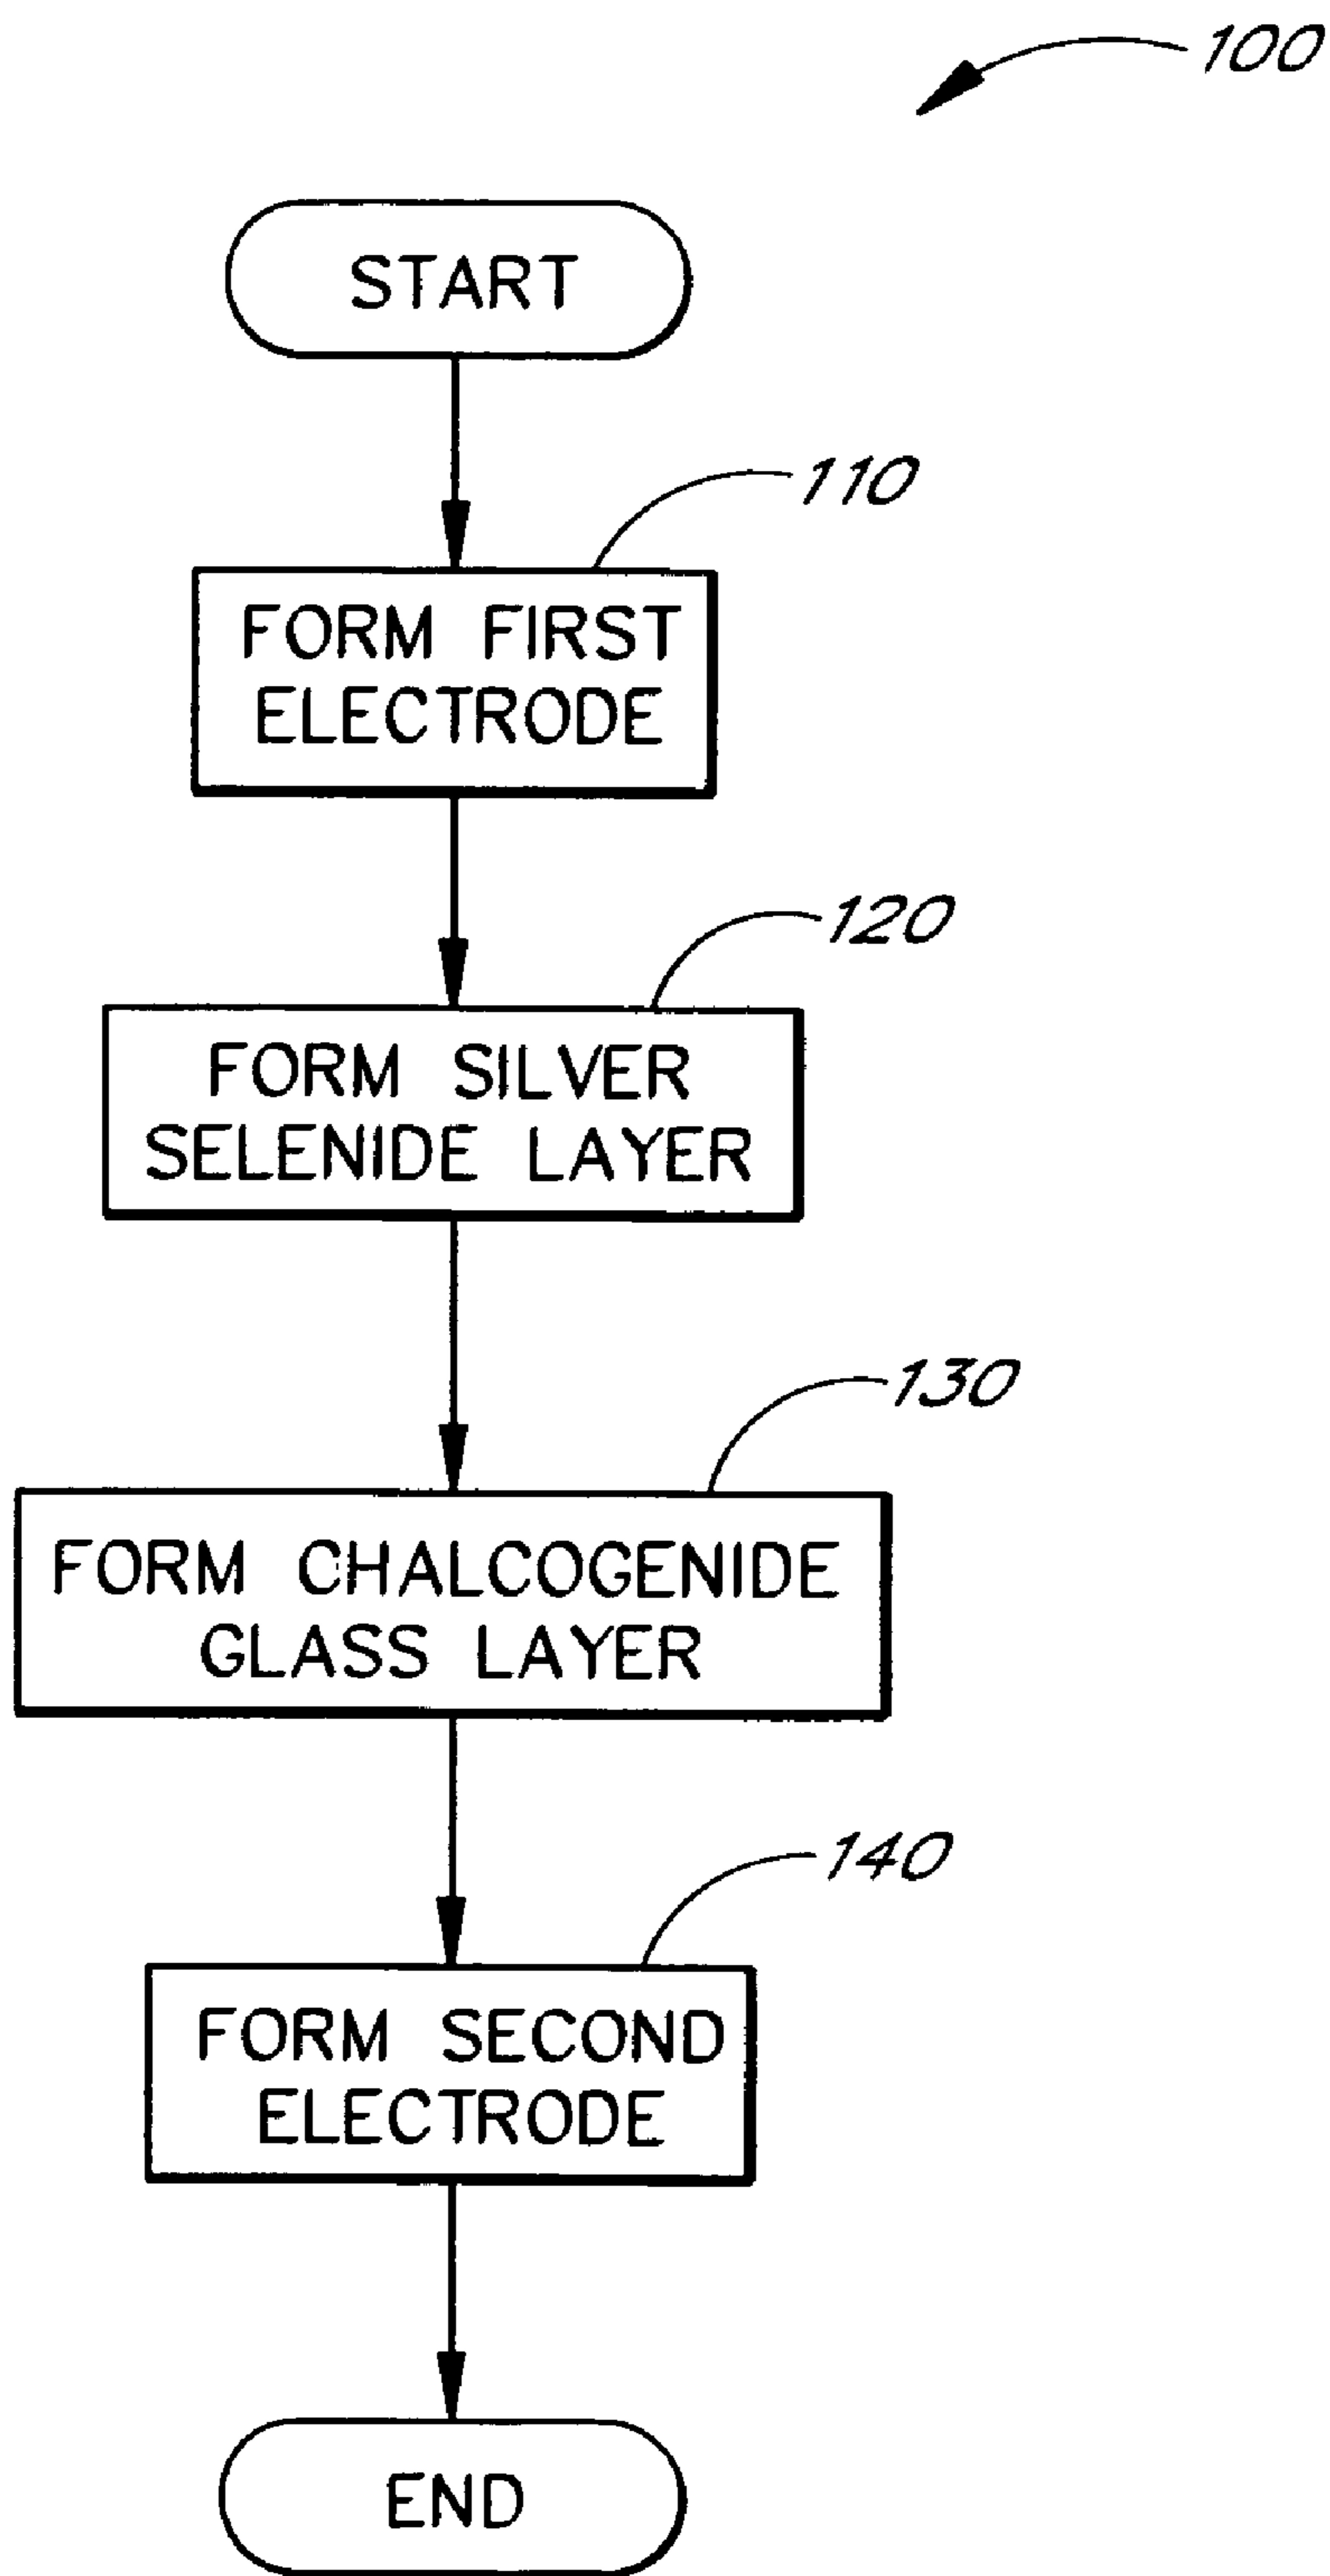 100
START
110
FORM FIRST
ELECTRODE
120
FORM SILVER
SELENIDE LAYER
130
FORM CHALCOGENIDE
GLASS LAYER
140
FORM SECOND
ELECTRODE
END